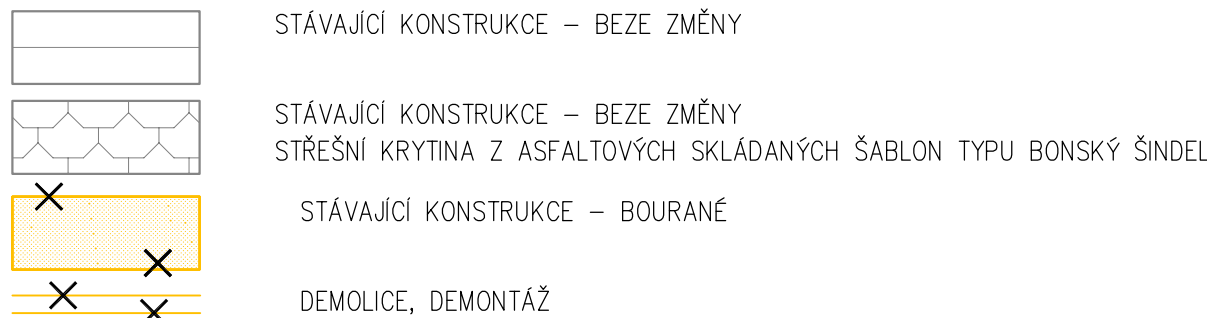 STÁVAJÍCÍ KONSTRUKCE – BEZE ZMĚNY
STÁVAJÍCÍ KONSTRUKCE – BEZE ZMĚNY
STŘEŠNÍ KRYTINA Z ASFALTOVÝCH SKLÁDANÝCH ŠABLON TYPU BONSKÝ ŠINDEL
STÁVAJÍCÍ KONSTRUKCE – BOURANÉ
DEMOLICE, DEMONTÁŽ